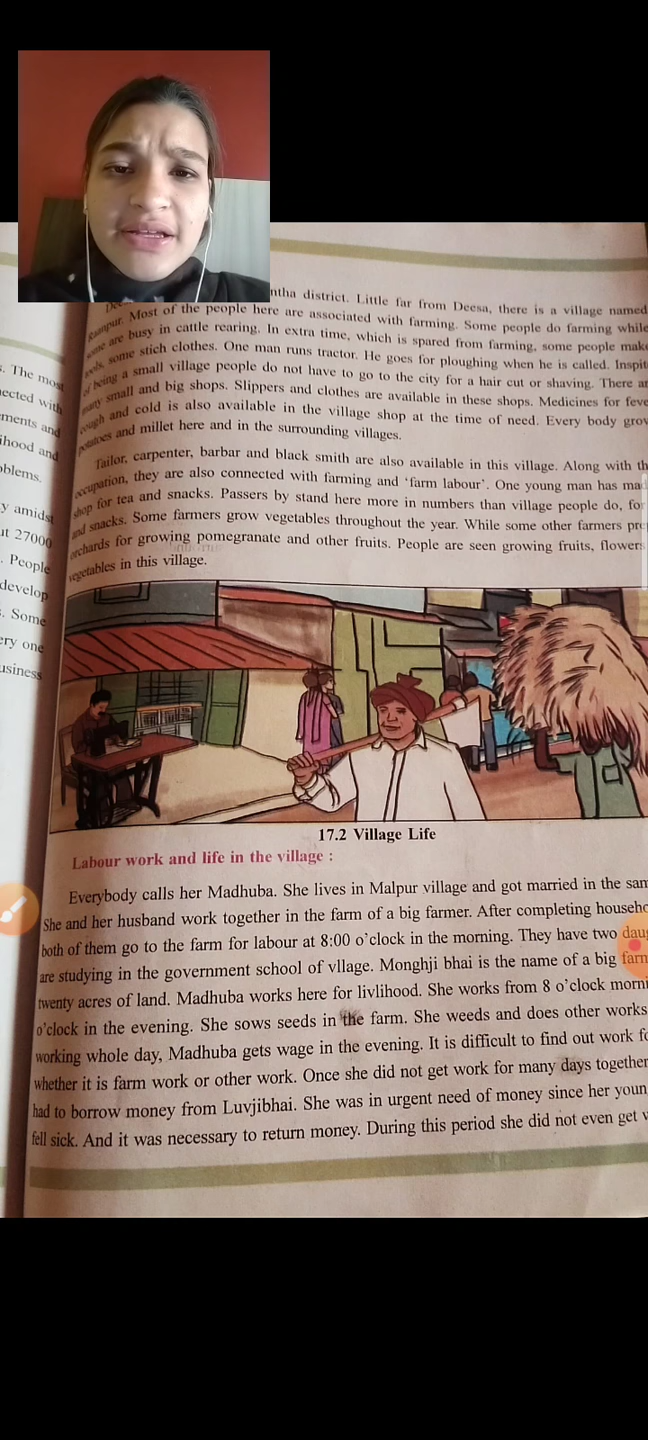 . The most
ected with
ments and
ihood and
oblems.
y amidst
ut 27000
. People
develop
. Some
ery one
usiness
ntha district. Little far from Deesa, there is a village named
Ranpur. Most of the people here are associated with farming. Some people do farming while
some are busy in cattle rearing. In extra time, which is spared from farming, some people make
tools, some stich clothes. One man runs tractor. He goes for ploughing when he is called. Inspit
of being a small village people do not have to go to the city for a hair cut or shaving. There ar
many small and big shops. Slippers and clothes are available in these shops. Medicines for feve
cough and cold is also available in the village shop at the time of need. Every body grow
potatoes and millet here and in the surrounding villages.
Tailor, carpenter, barbar and black smith are also available in this village. Along with th
occupation, they are also connected with farming and ‘farm labour’. One young man has mad
shop for tea and snacks. Passers by stand here more in numbers than village people do, for
and snacks. Some farmers grow vegetables throughout the year. While some other farmers pre
orchards for growing pomegranate and other fruits. People are seen growing fruits, flowers
vegetables in this village.
17.2 Village Life
Labour work and life in the village :
Everybody calls her Madhuba. She lives in Malpur village and got married in the sam
She and her husband work together in the farm of a big farmer. After completing househo
both of them go to the farm for labour at 8:00 o’clock in the morning. They have two daug
are studying in the government school of vllage. Monghji bhai is the name of a big farm
twenty acres of land. Madhuba works here for livlihood. She works from 8 o’clock morni
o’clock in the evening. She sows seeds in the farm. She weeds and does other works
working whole day, Madhuba gets wage in the evening. It is difficult to find out work fo
whether it is farm work or other work. Once she did not get work for many days together
had to borrow money from Luvjibhai. She was in urgent need of money since her youn
fell sick. And it was necessary to return money. During this period she did not even get w